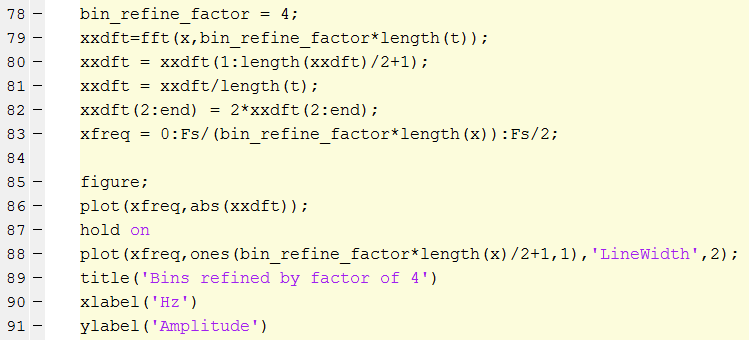 78 – bin_refine_factor = 4;
79 – xxdft=fft(x,bin_refine_factor*length(t));
80 – xxdft = xxdft(1:length(xxdft)/2+1);
81 – xxdft = xxdft/length(t);
82 – xxdft(2:end) = 2*xxdft(2:end);
83 – xfreq = 0:Fs/(bin_refine_factor*length(x)):Fs/2;
84
85 – figure;
86 – plot(xfreq,abs(xxdft));
87 – hold on
88 – plot(xfreq,ones(bin_refine_factor*length(x)/2+1,1),'LineWidth',2);
89 – title('Bins refined by factor of 4')
90 – xlabel('Hz')
91 – ylabel('Amplitude')